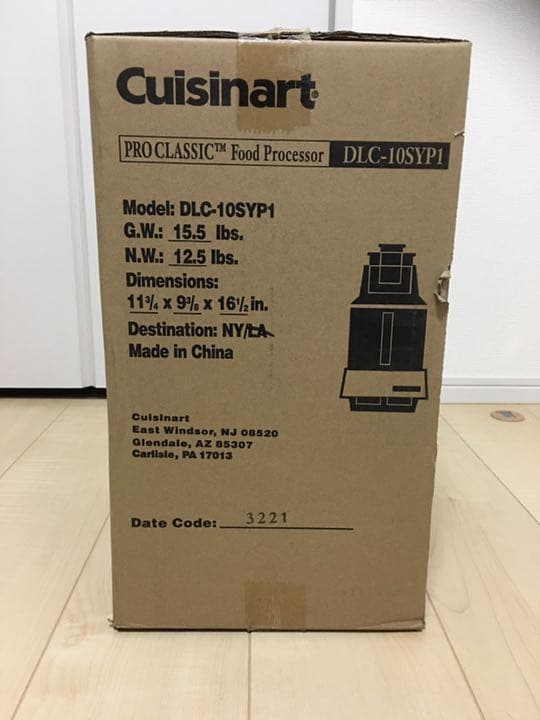 Cuisinart®
PRO CLASSIC™ Food Processor DLC-10SYP1
Model: DLC-10SYP1
G.W.: 15.5 lbs.
N.W.: 12.5 lbs.
Dimensions:
11¾ x 9⅜ x 16½ in.
Destination: NY/LA
Made in China
Cuisinart
East Windsor, NJ 08520
Glendale, AZ 85307
Carlisle, PA 17013
Date Code: 3221